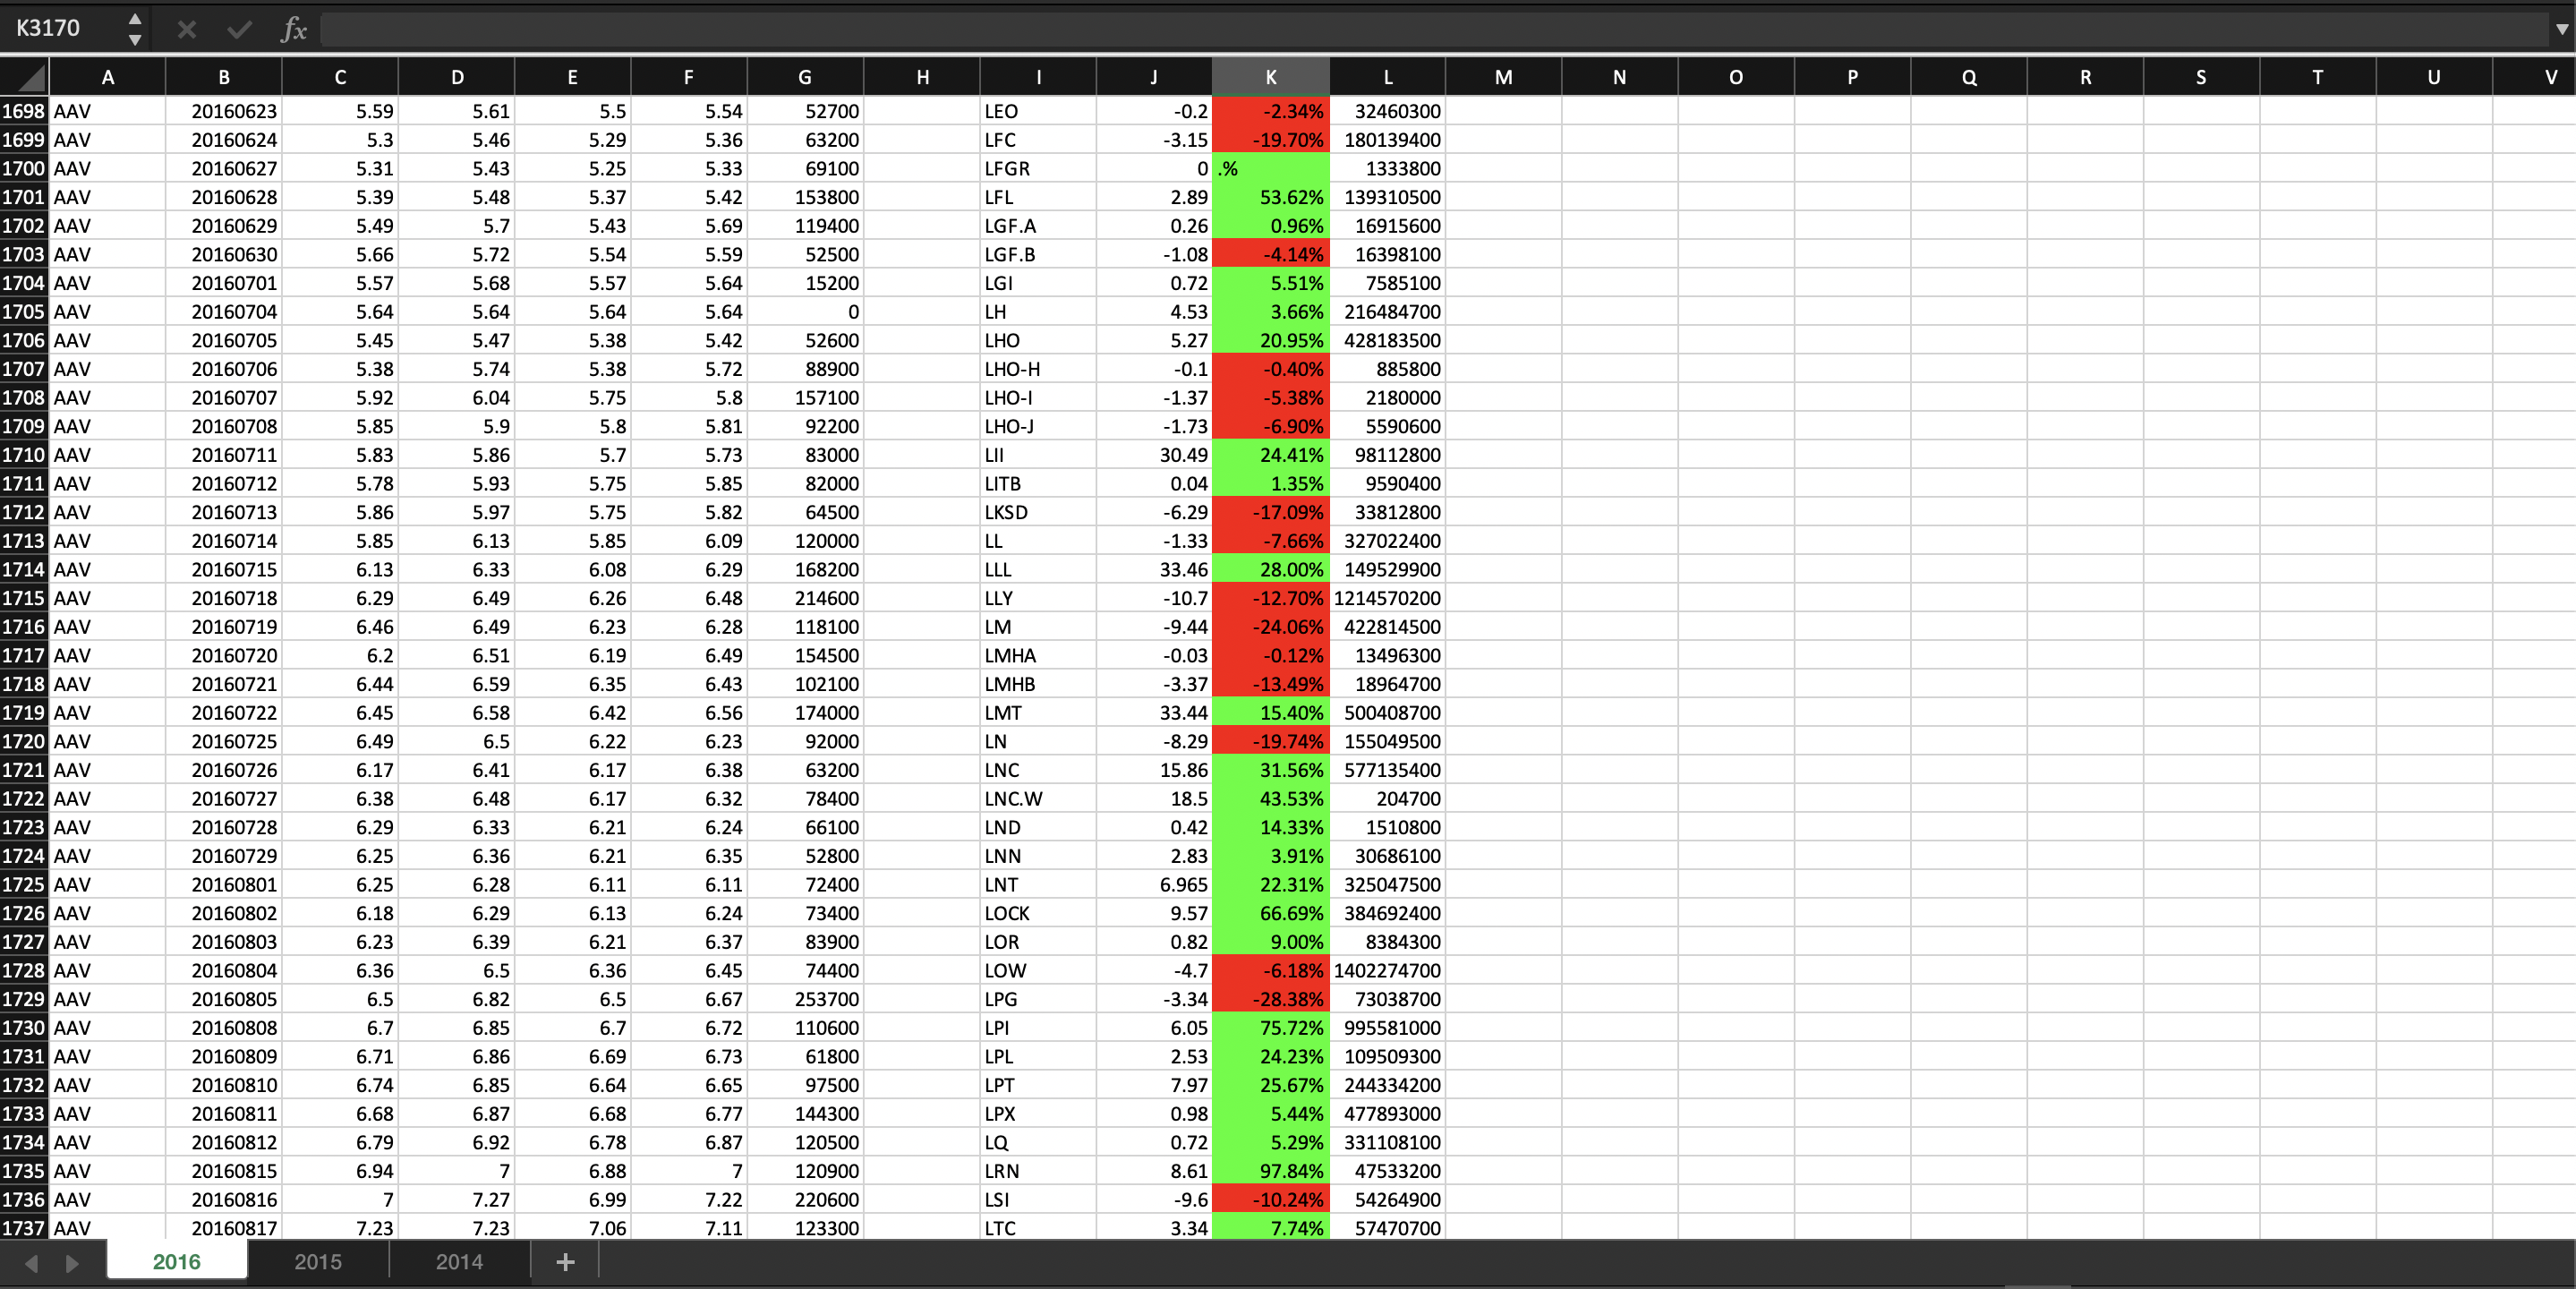 K3170 fx
A B C D E F G H I J K L M N O P Q R S T U V
1698 AAV 20160623 5.59 5.61 5.5 5.54 52700 LEO -0.2 -2.34% 32460300
1699 AAV 20160624 5.3 5.46 5.29 5.36 63200 LFC -3.15 -19.70% 180139400
1700 AAV 20160627 5.31 5.43 5.25 5.33 69100 LFGR 0 .% 1333800
1701 AAV 20160628 5.39 5.48 5.37 5.42 153800 LFL 2.89 53.62% 139310500
1702 AAV 20160629 5.49 5.7 5.43 5.69 119400 LGF.A 0.26 0.96% 16915600
1703 AAV 20160630 5.66 5.72 5.54 5.59 52500 LGF.B -1.08 -4.14% 16398100
1704 AAV 20160701 5.57 5.68 5.57 5.64 15200 LGI 0.72 5.51% 7585100
1705 AAV 20160704 5.64 5.64 5.64 5.64 0 LH 4.53 3.66% 216484700
1706 AAV 20160705 5.45 5.47 5.38 5.42 52600 LHO 5.27 20.95% 428183500
1707 AAV 20160706 5.38 5.74 5.38 5.72 88900 LHO-H -0.1 -0.40% 885800
1708 AAV 20160707 5.92 6.04 5.75 5.8 157100 LHO-I -1.37 -5.38% 2180000
1709 AAV 20160708 5.85 5.9 5.8 5.81 92200 LHO-J -1.73 -6.90% 5590600
1710 AAV 20160711 5.83 5.86 5.7 5.73 83000 LII 30.49 24.41% 98112800
1711 AAV 20160712 5.78 5.93 5.75 5.85 82000 LITB 0.04 1.35% 9590400
1712 AAV 20160713 5.86 5.97 5.75 5.82 64500 LKSD -6.29 -17.09% 33812800
1713 AAV 20160714 5.85 6.13 5.85 6.09 120000 LL -1.33 -7.66% 327022400
1714 AAV 20160715 6.13 6.33 6.08 6.29 168200 LLL 33.46 28.00% 149529900
1715 AAV 20160718 6.29 6.49 6.26 6.48 214600 LLY -10.7 -12.70% 1214570200
1716 AAV 20160719 6.46 6.49 6.23 6.28 118100 LM -9.44 -24.06% 422814500
1717 AAV 20160720 6.2 6.51 6.19 6.49 154500 LMHA -0.03 -0.12% 13496300
1718 AAV 20160721 6.44 6.59 6.35 6.43 102100 LMHB -3.37 -13.49% 18964700
1719 AAV 20160722 6.45 6.58 6.42 6.56 174000 LMT 33.44 15.40% 500408700
1720 AAV 20160725 6.49 6.5 6.22 6.23 92000 LN -8.29 -19.74% 155049500
1721 AAV 20160726 6.17 6.41 6.17 6.38 63200 LNC 15.86 31.56% 577135400
1722 AAV 20160727 6.38 6.48 6.17 6.32 78400 LNC.W 18.5 43.53% 204700
1723 AAV 20160728 6.29 6.33 6.21 6.24 66100 LND 0.42 14.33% 1510800
1724 AAV 20160729 6.25 6.36 6.21 6.35 52800 LNN 2.83 3.91% 30686100
1725 AAV 20160801 6.25 6.28 6.11 6.11 72400 LNT 6.965 22.31% 325047500
1726 AAV 20160802 6.18 6.29 6.13 6.24 73400 LOCK 9.57 66.69% 384692400
1727 AAV 20160803 6.23 6.39 6.21 6.37 83900 LOR 0.82 9.00% 8384300
1728 AAV 20160804 6.36 6.5 6.36 6.45 74400 LOW -4.7 -6.18% 1402274700
1729 AAV 20160805 6.5 6.82 6.5 6.67 253700 LPG -3.34 -28.38% 73038700
1730 AAV 20160808 6.7 6.85 6.7 6.72 110600 LPI 6.05 75.72% 995581000
1731 AAV 20160809 6.71 6.86 6.69 6.73 61800 LPL 2.53 24.23% 109509300
1732 AAV 20160810 6.74 6.85 6.64 6.65 97500 LPT 7.97 25.67% 244334200
1733 AAV 20160811 6.68 6.87 6.68 6.77 144300 LPX 0.98 5.44% 477893000
1734 AAV 20160812 6.79 6.92 6.78 6.87 120500 LQ 0.72 5.29% 331108100
1735 AAV 20160815 6.94 7 6.88 7 120900 LRN 8.61 97.84% 47533200
1736 AAV 20160816 7 7.27 6.99 7.22 220600 LSI -9.6 -10.24% 54264900
1737 AAV 20160817 7.23 7.23 7.06 7.11 123300 LTC 3.34 7.74% 57470700
2016 2015 2014 +